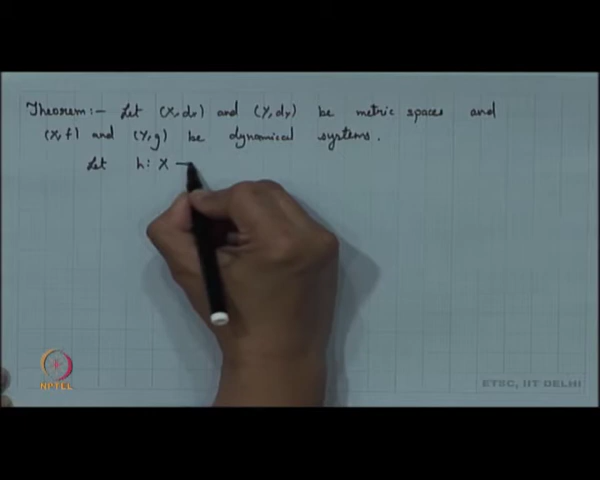 Theorem:- Let (X,dx) and (Y,dy) be metric spaces and
(X,f) and (Y,g) be dynamical systems.
Let h: X →
NPTEL
ETSC, IIT DELHI